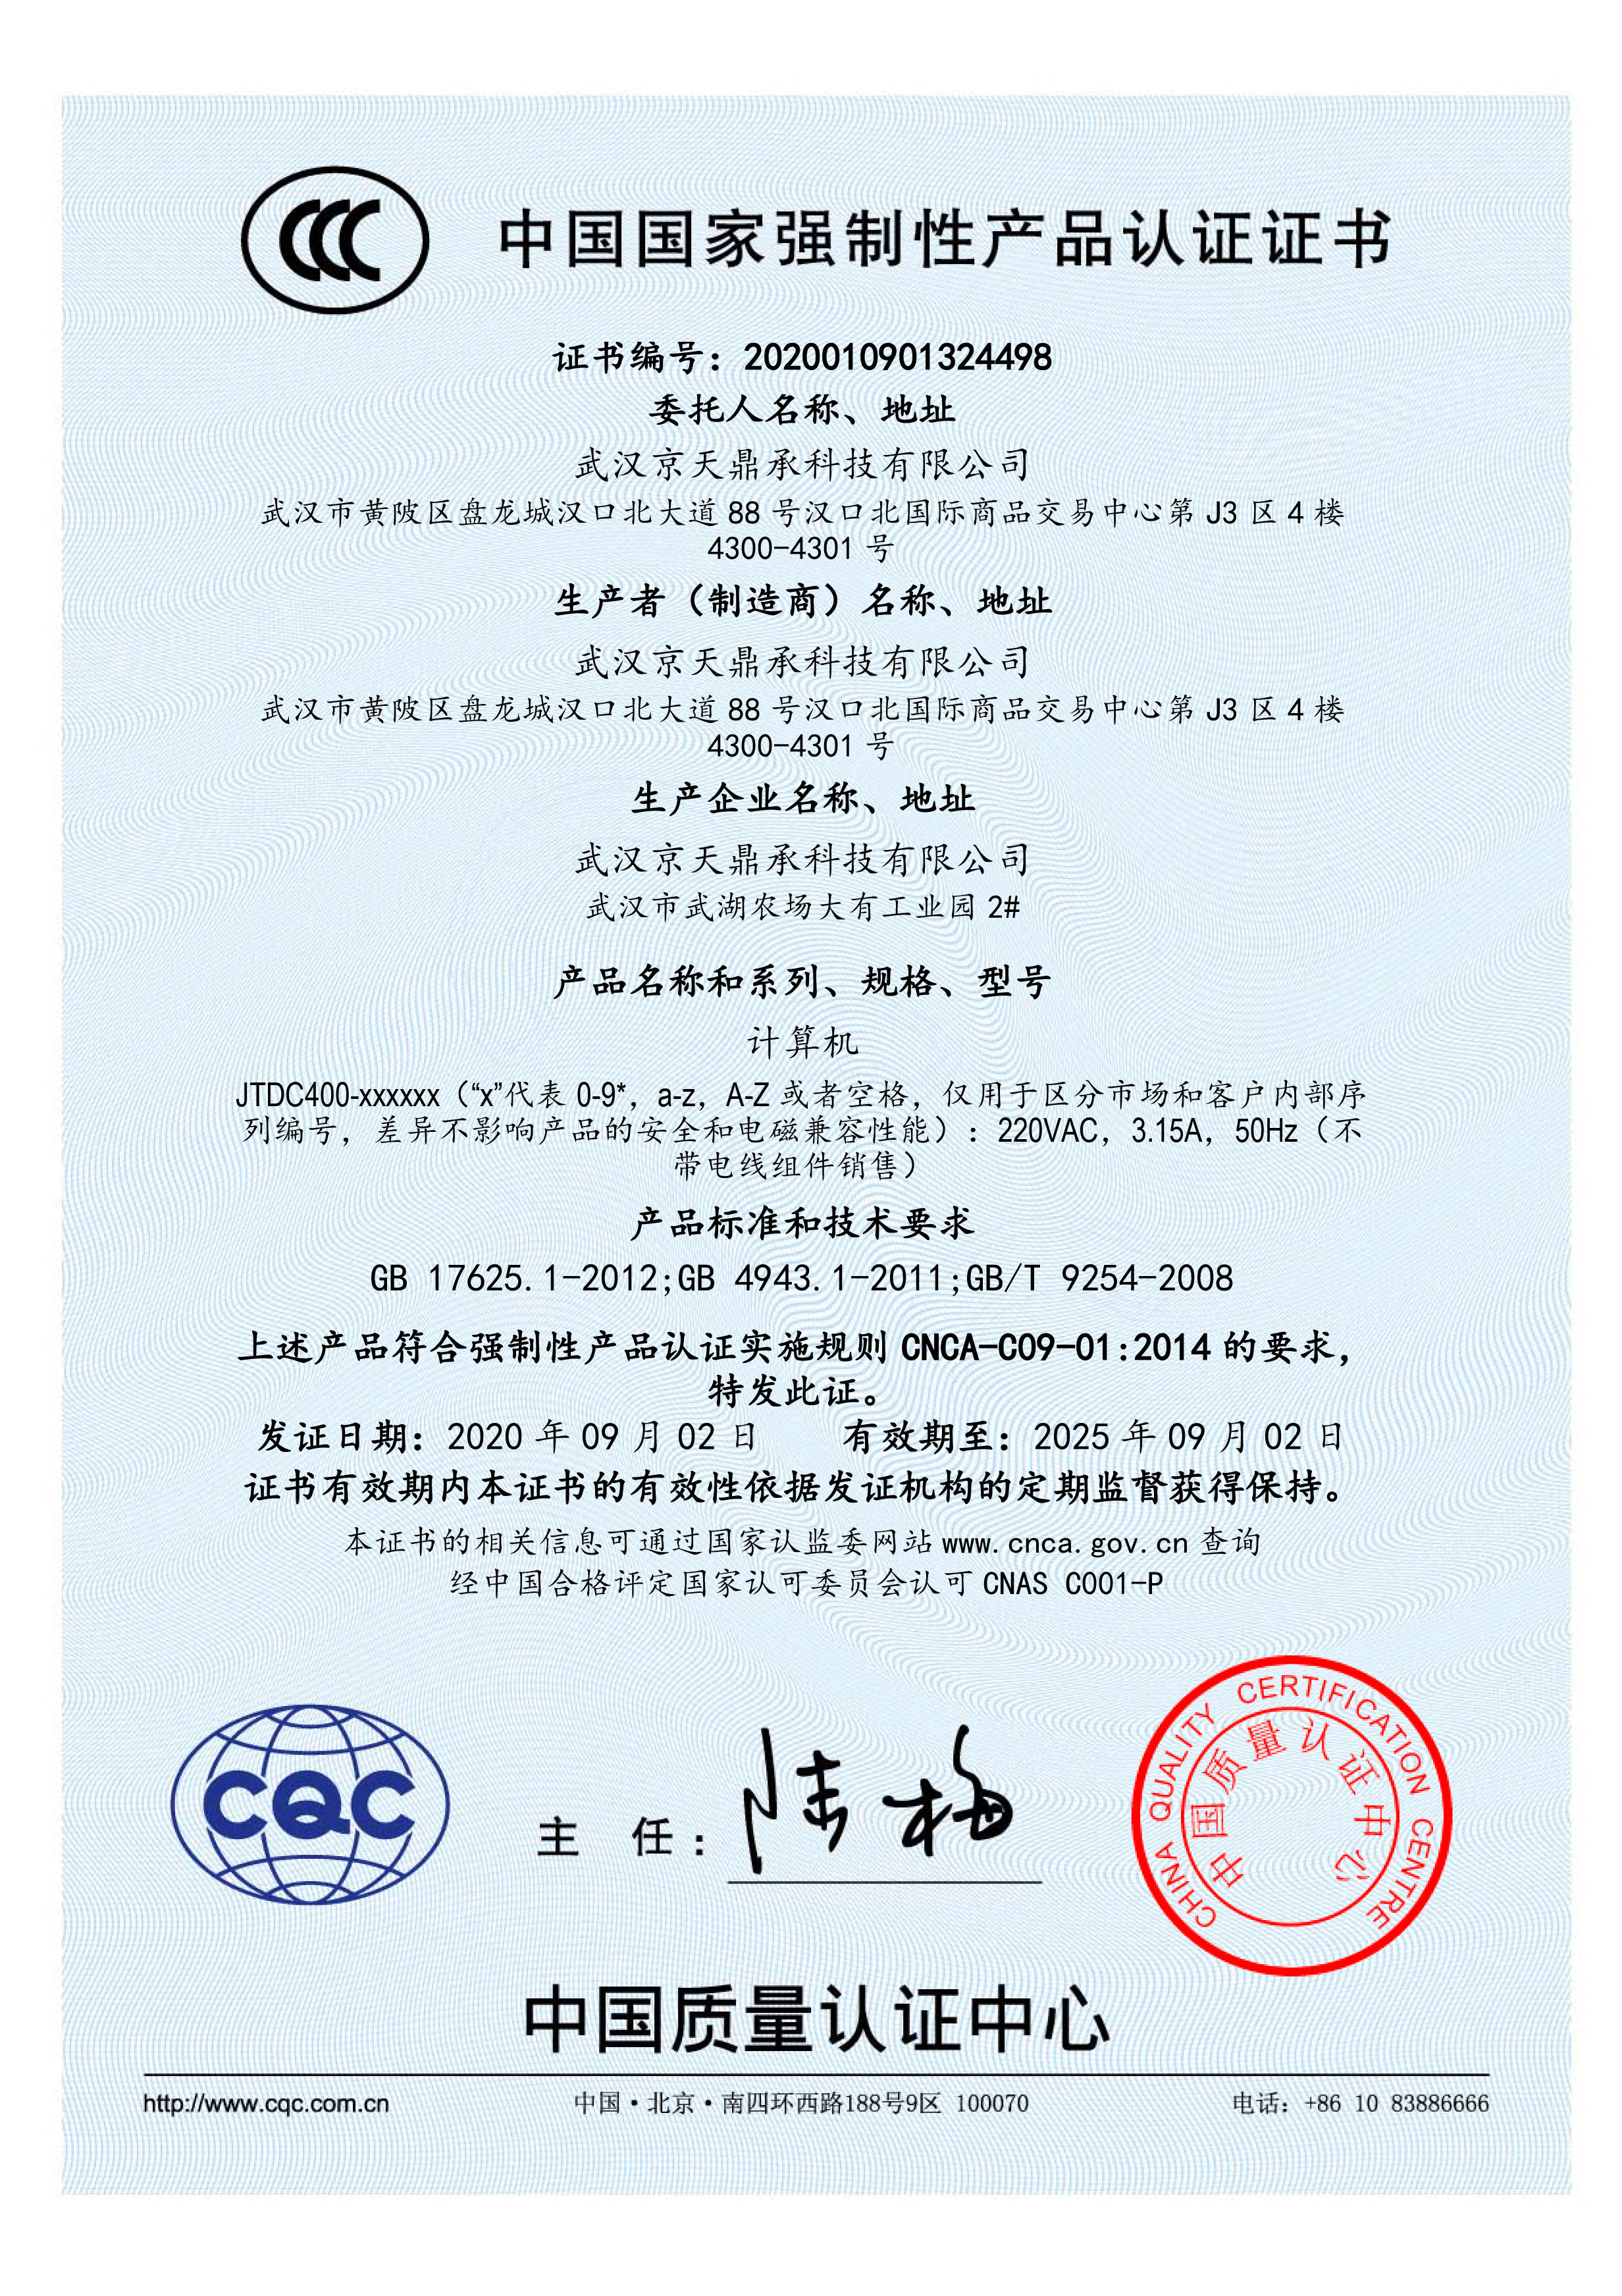 CCC 中国国家强制性产品认证证书
证书编号：2020010901324498
委托人名称、地址
武汉京天鼎承科技有限公司
武汉市黄陂区盘龙城汉口北大道 88 号汉口北国际商品交易中心第 J3 区 4 楼
4300-4301 号
生产者（制造商）名称、地址
武汉京天鼎承科技有限公司
武汉市黄陂区盘龙城汉口北大道 88 号汉口北国际商品交易中心第 J3 区 4 楼
4300-4301 号
生产企业名称、地址
武汉京天鼎承科技有限公司
武汉市武湖农场大有工业园 2#
产品名称和系列、规格、型号
计算机
JTDC400-xxxxxx（“x”代表 0-9*，a-z，A-Z 或者空格，仅用于区分市场和客户内部序
列编号，差异不影响产品的安全和电磁兼容性能）：220VAC，3.15A，50Hz（不
带电线组件销售）
产品标准和技术要求
GB 17625.1-2012;GB 4943.1-2011;GB/T 9254-2008
上述产品符合强制性产品认证实施规则 CNCA-C09-01:2014 的要求，
特发此证。
发证日期：2020 年 09 月 02 日 有效期至：2025 年 09 月 02 日
证书有效期内本证书的有效性依据发证机构的定期监督获得保持。
本证书的相关信息可通过国家认监委网站 www.cnca.gov.cn 查询
经中国合格评定国家认可委员会认可 CNAS C001-P
CQC
主 任：陆梅
CHINA QUALITY CERTIFICATION CENTRE
中国质量认证中心
中国质量认证中心
http://www.cqc.com.cn 中国·北京·南四环西路188号9区 100070 电话：+86 10 83886666